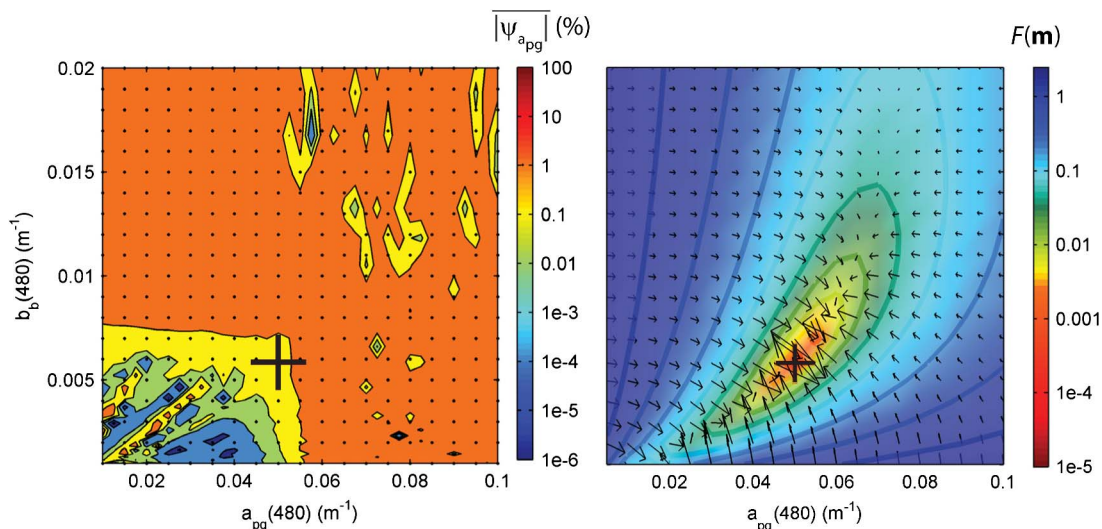 |ψ_a_pg| (%)
F(m)
0.02
0.015
0.01
0.005
b_b(480) (m⁻¹)
100
10
1
0.1
0.01
1e-3
1e-4
1e-5
1e-6
1
0.1
0.01
0.001
1e-4
1e-5
0.02 0.04 0.06 0.08 0.1
0.02 0.04 0.06 0.08 0.1
a_pg(480) (m⁻¹)
a_pg(480) (m⁻¹)